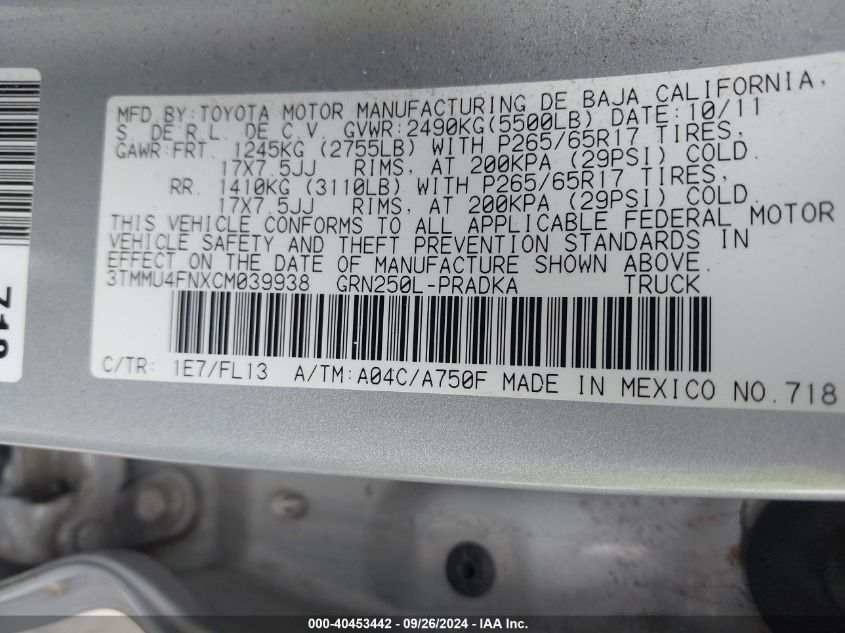 MFD.BY:TOYOTA MOTOR MANUFACTURING DE BAJA CALIFORNIA,
S. DE R.L. DE C.V. GVWR:2490KG(5500LB) DATE:10/11
GAWR:FRT. 1245KG (2755LB) WITH P265/65R17 TIRES,
17X7.5JJ RIMS, AT 200KPA (29PSI) COLD.
RR. 1410KG (3110LB) WITH P265/65R17 TIRES,
17X7.5JJ RIMS, AT 200KPA (29PSI) COLD.
THIS VEHICLE CONFORMS TO ALL APPLICABLE FEDERAL MOTOR
VEHICLE SAFETY AND THEFT PREVENTION STANDARDS IN
EFFECT ON THE DATE OF MANUFACTURE SHOWN ABOVE.
3TMMU4FNXCM039938 GRN250L-PRADKA TRUCK
C/TR: 1E7/FL13 A/TM:A04C/A750F MADE IN MEXICO NO.718
718
000-40453442 - 09/26/2024 - IAA Inc.